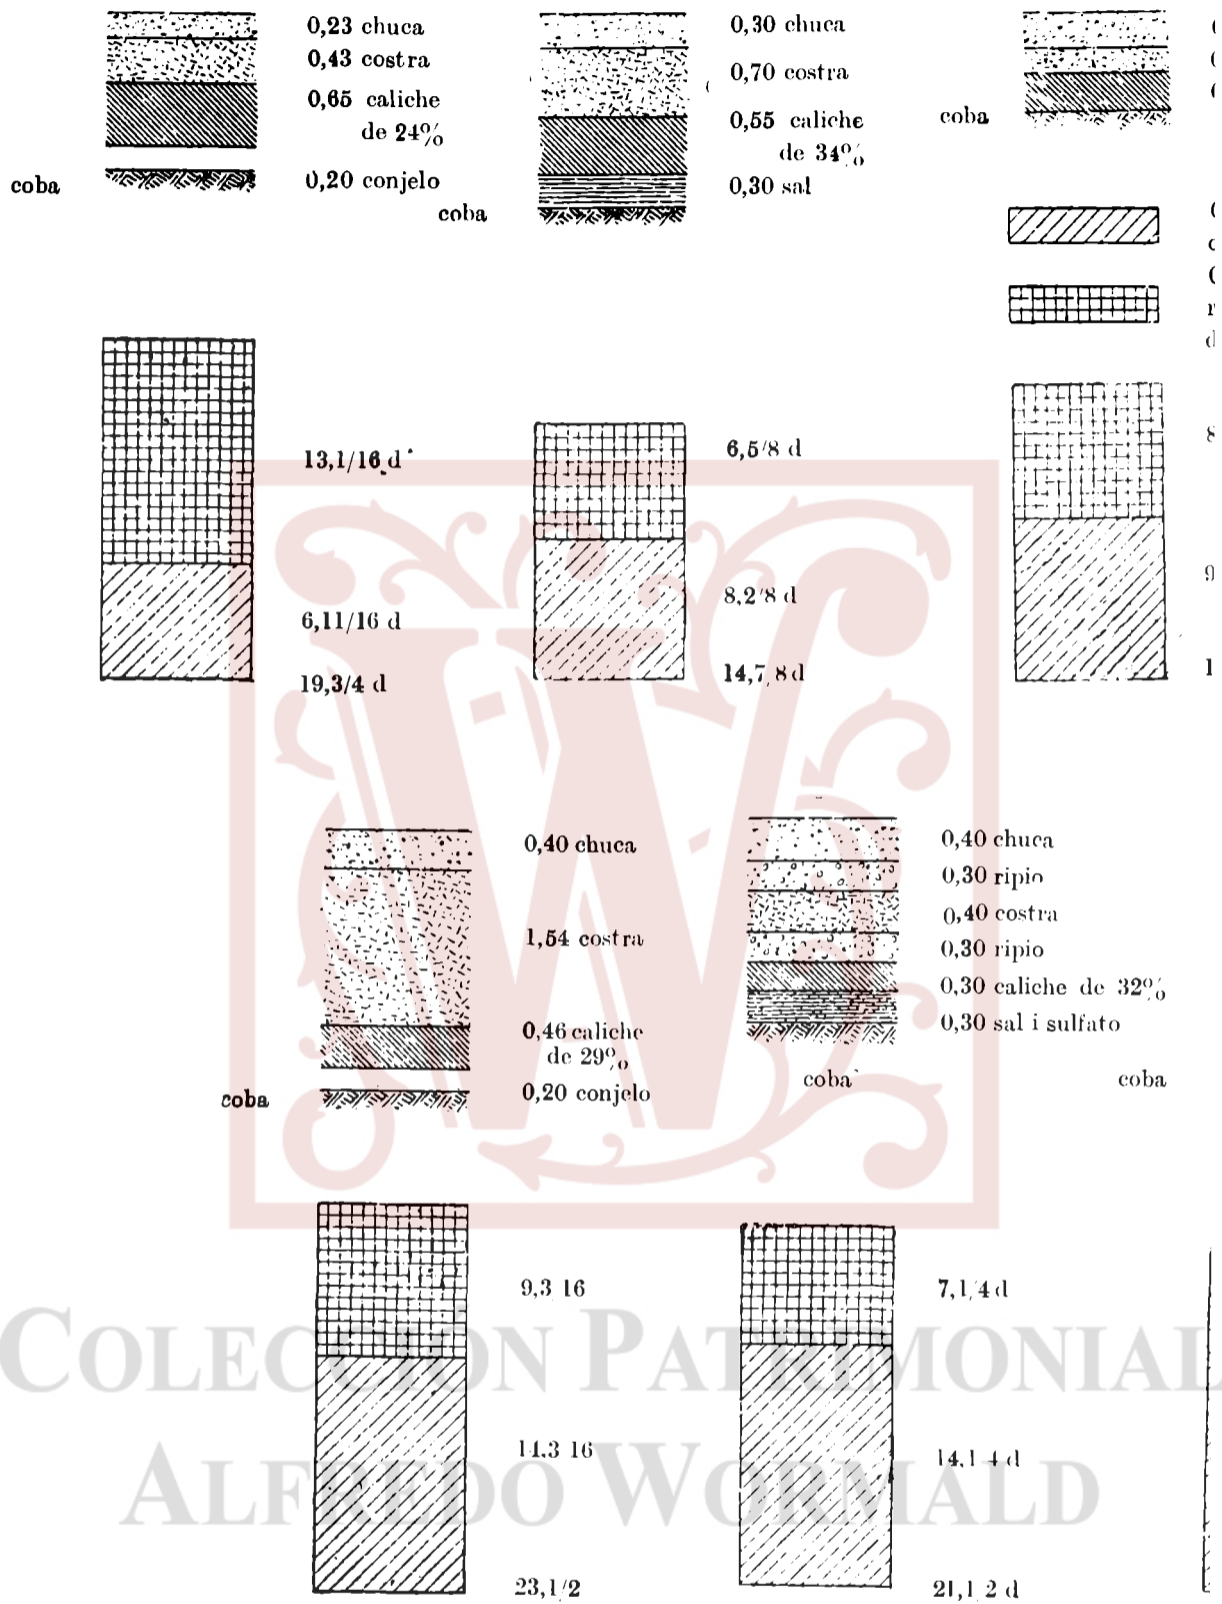 0,23 chuca
0,43 costra
0,65 caliche
de 24%
0,20 conjelo
coba
0,30 chuca
0,70 costra
0,55 caliche
de 34%
0,30 sal
coba
coba
13,1/16 d
6,11/16 d
19,3/4 d
6,5/8 d
8,2/8 d
14,7 8 d
8
9
1
0,40 chuca
1,54 costra
0,46 caliche
de 29%
0,20 conjelo
coba
0,40 chuca
0,30 ripio
0,40 costra
0,30 ripio
0,30 caliche de 32%
0,30 sal i sulfato
coba
coba
9,3 16
14,3 16
23,1/2
7,1/4 d
14,1 4 d
21,1 2 d
COLECCIÓN PATRIMONIAL
ALFREDO WORMALD